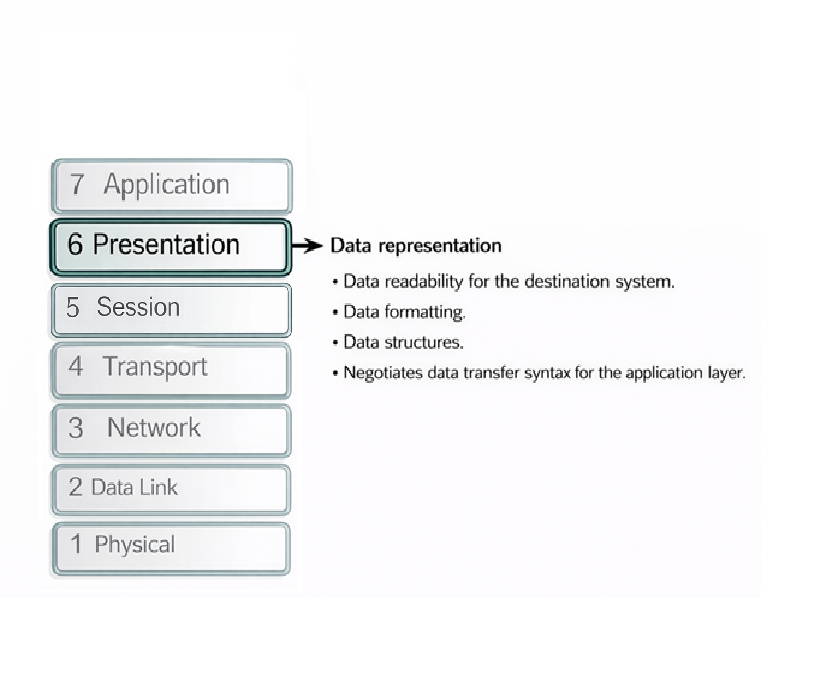 7 Application
6 Presentation
Data representation
• Data readability for the destination system.
• Data formatting.
• Data structures.
• Negotiates data transfer syntax for the application layer.
5 Session
4 Transport
3 Network
2 Data Link
1 Physical